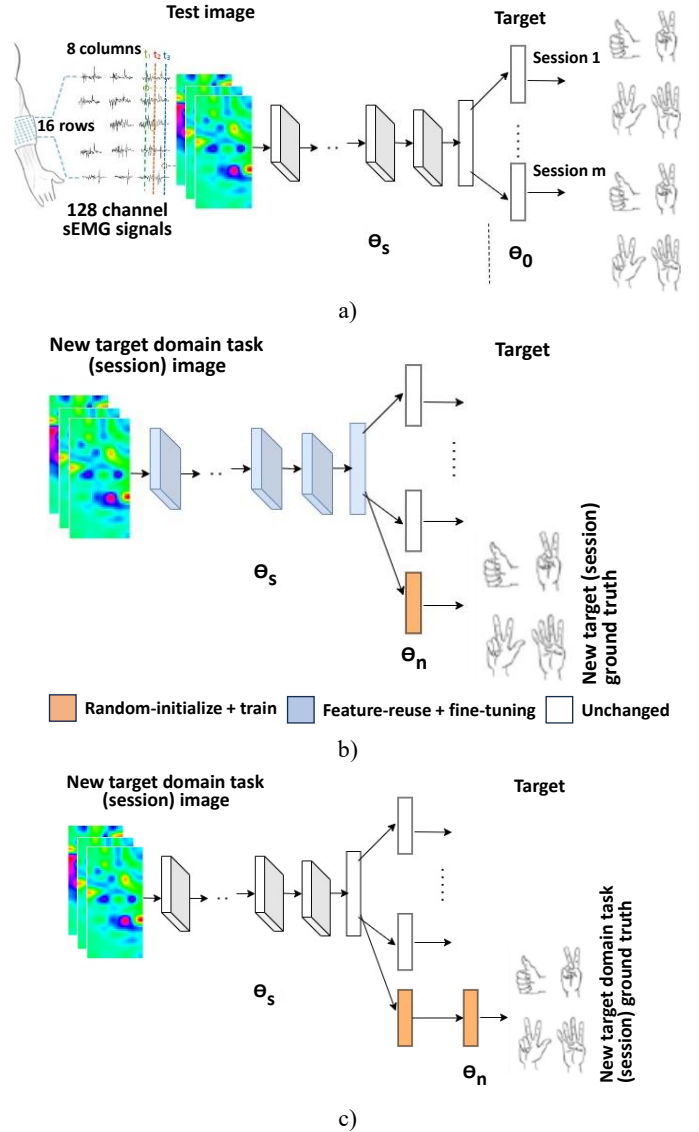 Test image
Target
8 columns
t₁ t₂ t₃
Session 1
16 rows
Session m
128 channel
sEMG signals
ϴs
ϴ0
a)
New target domain task
(session) image
Target
ϴs
ϴn
New target (session)
ground truth
Random-initialize + train
Feature-reuse + fine-tuning
Unchanged
b)
New target domain task
(session) image
Target
ϴs
ϴn
New target domain task
(session) ground truth
c)